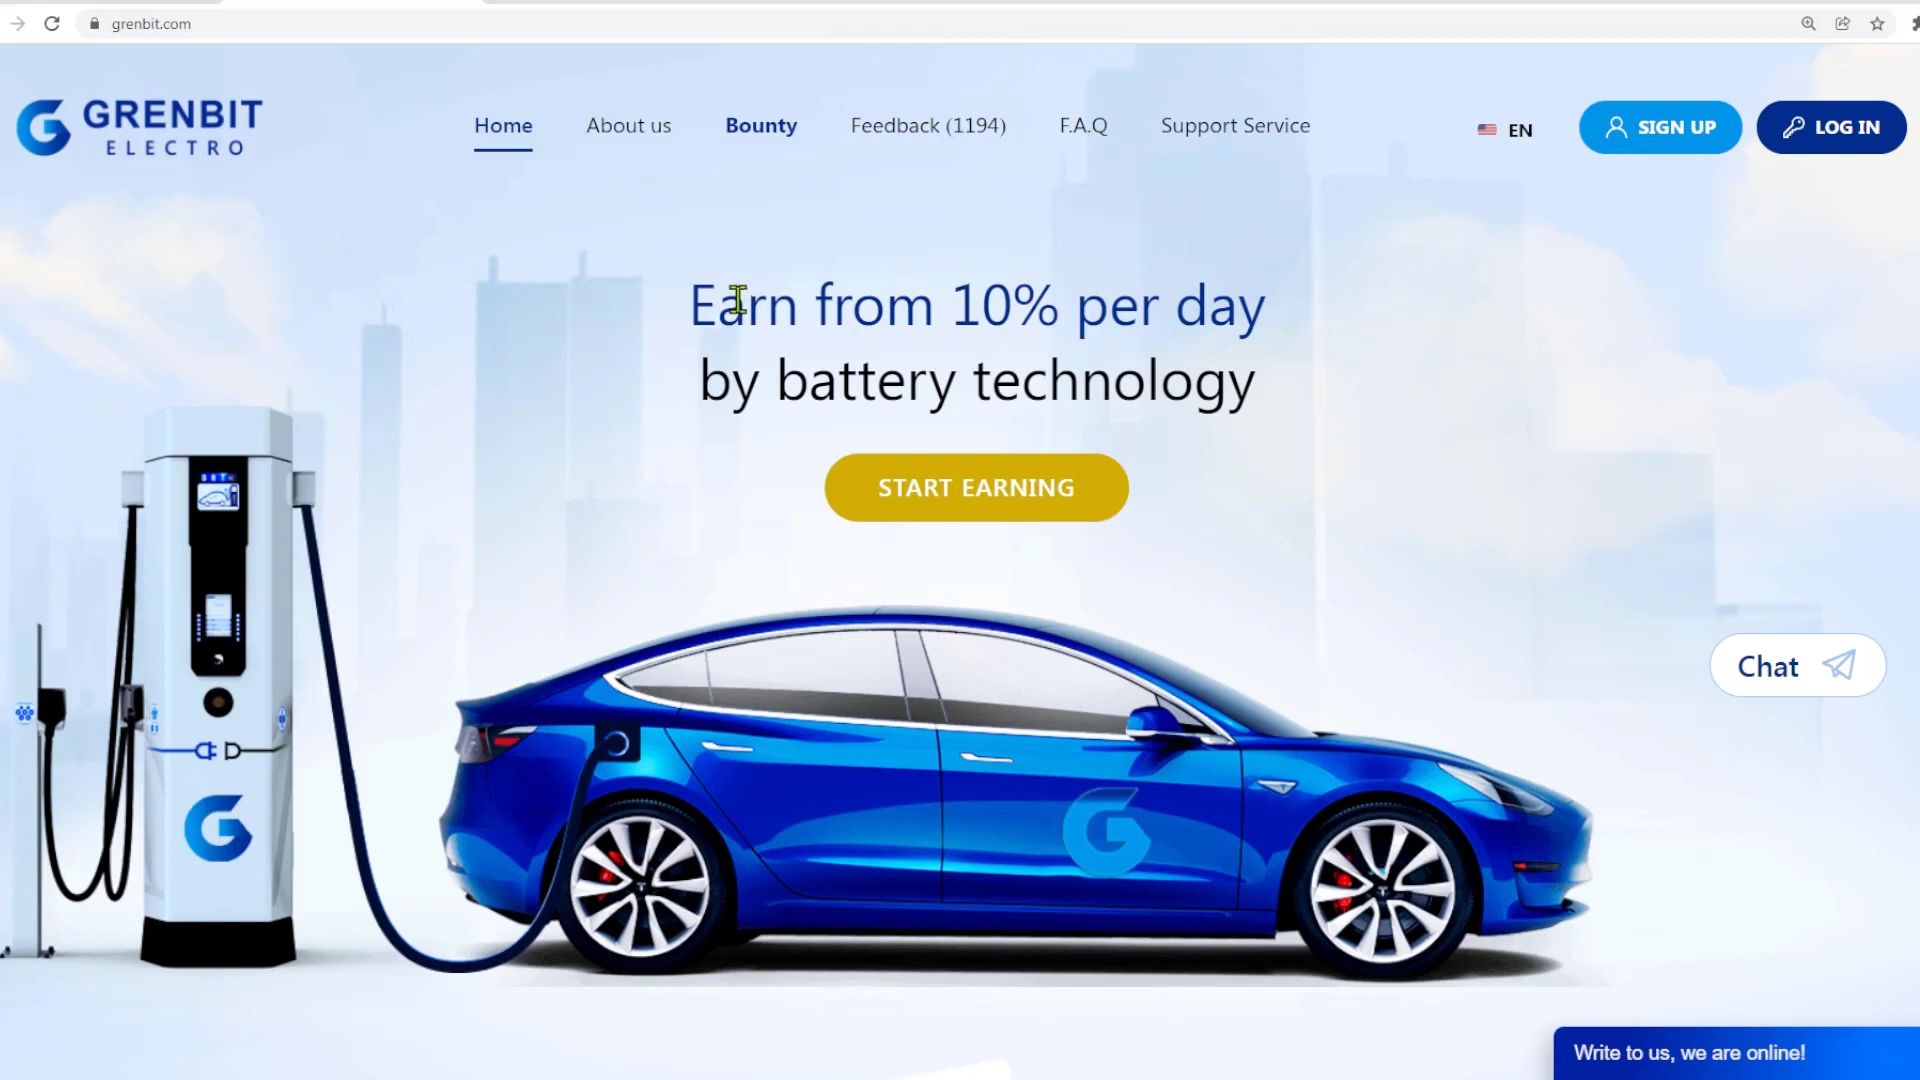 grenbit.com
GRENBIT
ELECTRO
Home
About us
Bounty
Feedback (1194)
F.A.Q
Support Service
EN
SIGN UP
LOG IN
Earn from 10% per day
by battery technology
START EARNING
Chat
Write to us, we are online!